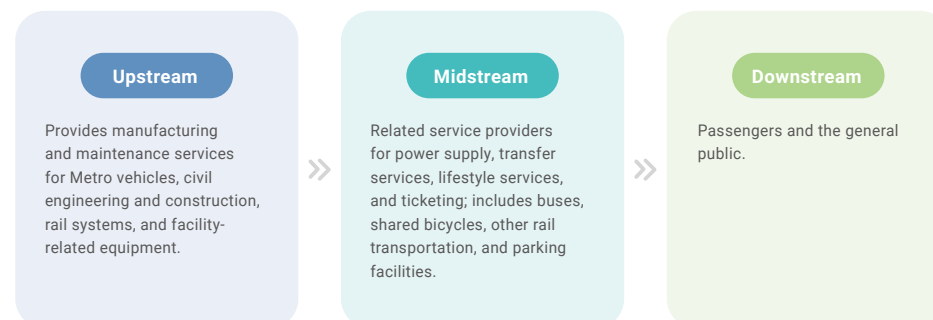 Upstream
Provides manufacturing
and maintenance services
for Metro vehicles, civil
engineering and construction,
rail systems, and facility-
related equipment.
Midstream
Related service providers
for power supply, transfer
services, lifestyle services,
and ticketing; includes buses,
shared bicycles, other rail
transportation, and parking
facilities.
Downstream
Passengers and the general
public.